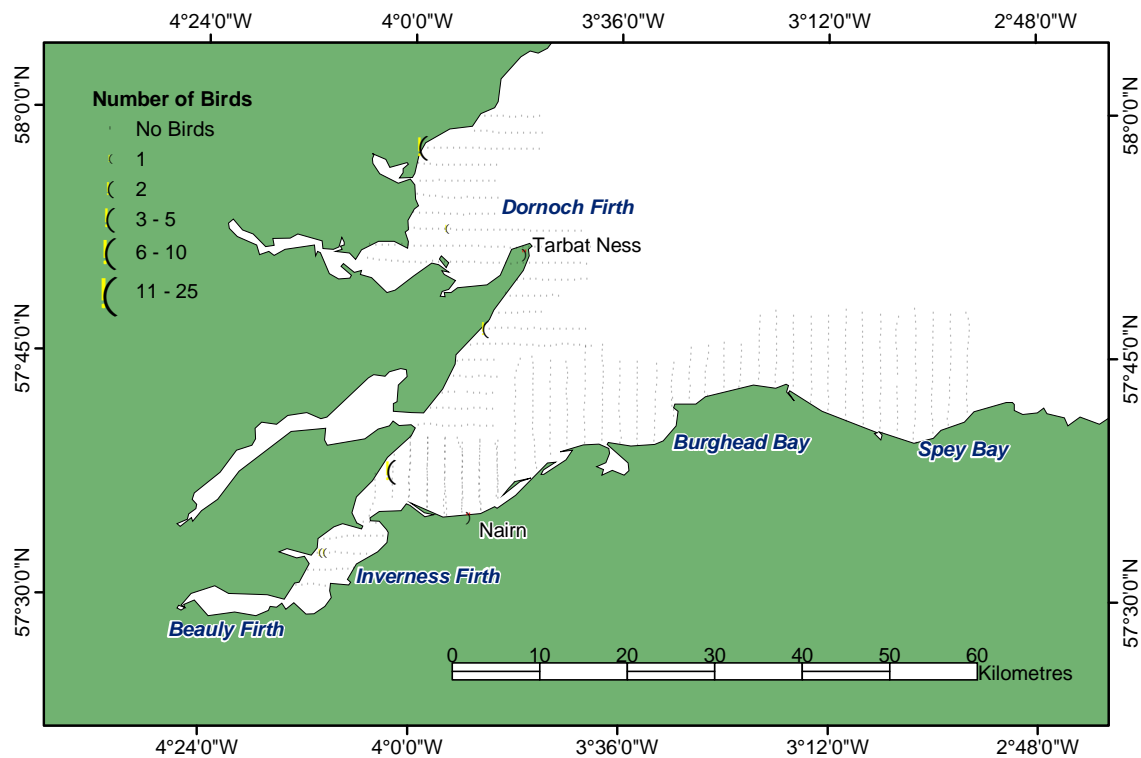 4°24'0"W 4°0'0"W 3°36'0"W 3°12'0"W 2°48'0"W
58°0'0"N
58°0'0"N
Number of Birds
No Birds
1
2
3 - 5
6 - 10
11 - 25
Dornoch Firth
Tarbat Ness
57°45'0"N
57°45'0"N
Burghead Bay
Spey Bay
Nairn
Inverness Firth
57°30'0"N
57°30'0"N
Beauly Firth
0 10 20 30 40 50 60
Kilometres
4°24'0"W 4°0'0"W 3°36'0"W 3°12'0"W 2°48'0"W